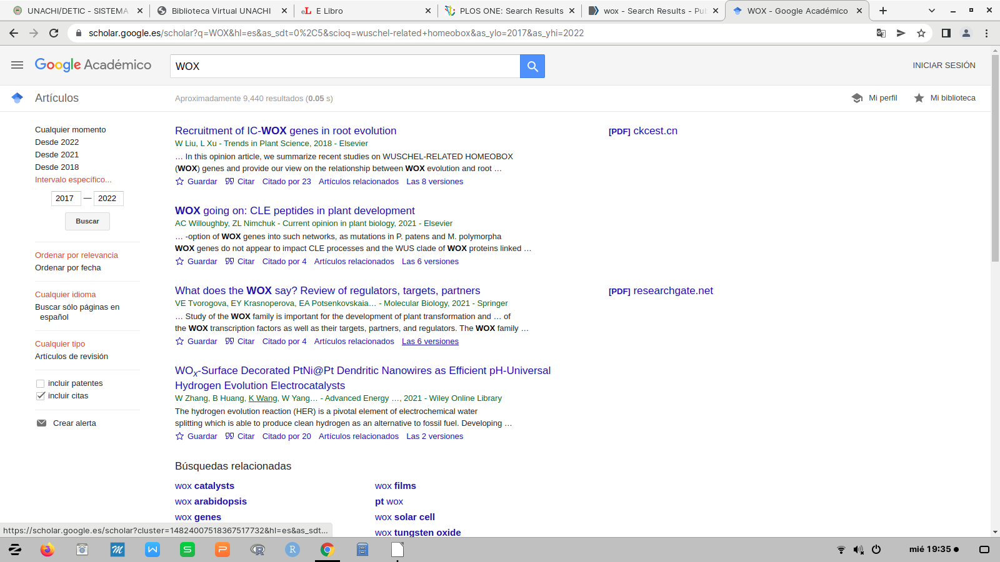 UNACHI/DETIC - SISTEMA
Biblioteca Virtual UNACHI
eL E Libro
PLOS ONE: Search Results
wox - Search Results - Pu
WOX - Google Académico
scholar.google.es/scholar?q=WOX&hl=es&as_sdt=0%2C5&scioq=wuschel-related+homeobox&as_ylo=2017&as_yhi=2022
Google Académico
WOX
INICIAR SESIÓN
Artículos
Aproximadamente 9,440 resultados (0.05 s)
Mi perfil
Mi biblioteca
Cualquier momento
Desde 2022
Desde 2021
Desde 2018
Intervalo específico...
2017 — 2022
Buscar
Ordenar por relevancia
Ordenar por fecha
Cualquier idioma
Buscar sólo páginas en
español
Cualquier tipo
Artículos de revisión
incluir patentes
incluir citas
Crear alerta
Recruitment of IC-WOX genes in root evolution
[PDF] ckcest.cn
W Liu, L Xu - Trends in Plant Science, 2018 - Elsevier
… In this opinion article, we summarize recent studies on WUSCHEL-RELATED HOMEOBOX
(WOX) genes and provide our view on the relationship between WOX evolution and root …
Guardar Citar Citado por 23 Artículos relacionados Las 8 versiones
WOX going on: CLE peptides in plant development
AC Willoughby, ZL Nimchuk - Current opinion in plant biology, 2021 - Elsevier
… -option of WOX genes into such networks, as mutations in P. patens and M. polymorpha
WOX genes do not appear to impact CLE processes and the WUS clade of WOX proteins linked …
Guardar Citar Citado por 4 Artículos relacionados Las 6 versiones
What does the WOX say? Review of regulators, targets, partners
[PDF] researchgate.net
VE Tvorogova, EY Krasnoperova, EA Potsenkovskaia… - Molecular Biology, 2021 - Springer
… Study of the WOX family is important for the development of plant transformation and … of
the WOX transcription factors as well as their targets, partners, and regulators. The WOX family …
Guardar Citar Citado por 4 Artículos relacionados Las 6 versiones
WOx-Surface Decorated PtNi@Pt Dendritic Nanowires as Efficient pH-Universal
Hydrogen Evolution Electrocatalysts
W Zhang, B Huang, K Wang, W Yang… - Advanced Energy …, 2021 - Wiley Online Library
The hydrogen evolution reaction (HER) is a pivotal element of electrochemical water
splitting which is able to produce clean hydrogen as an alternative to fossil fuel. Developing …
Guardar Citar Citado por 20 Artículos relacionados Las 2 versiones
Búsquedas relacionadas
wox catalysts
wox films
wox arabidopsis
pt wox
wox genes
wox solar cell
wox tungsten oxide
https://scholar.google.es/scholar?cluster=14824007518367517732&hl=es&as_sdt...
mié 19:35